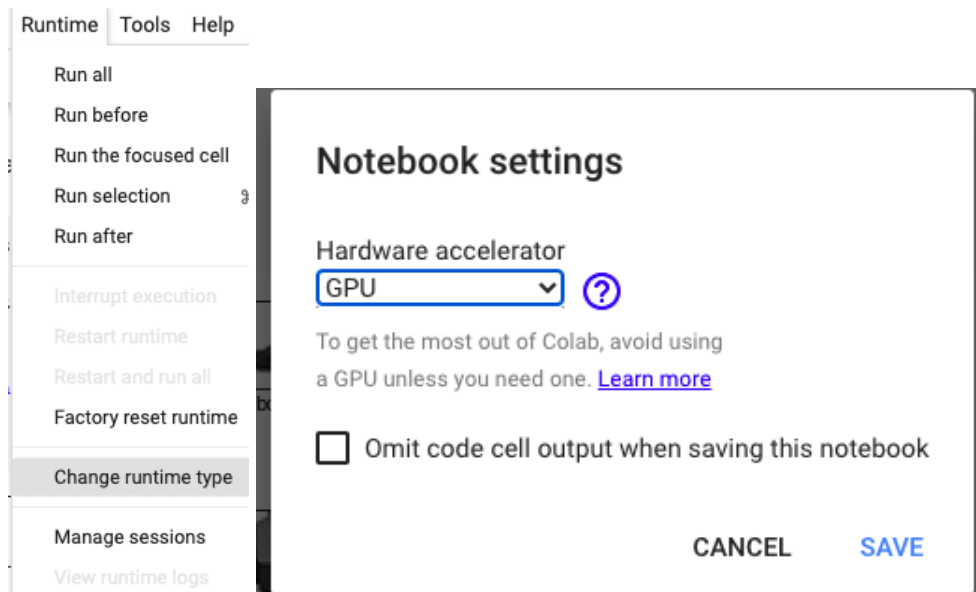 Runtime Tools Help
Run all
Run before
Run the focused cell
Run selection
Run after
Interrupt execution
Restart runtime
Restart and run all
Factory reset runtime
Change runtime type
Manage sessions
View runtime logs
Notebook settings
Hardware accelerator
GPU
?
To get the most out of Colab, avoid using
a GPU unless you need one. Learn more
Omit code cell output when saving this notebook
CANCEL SAVE